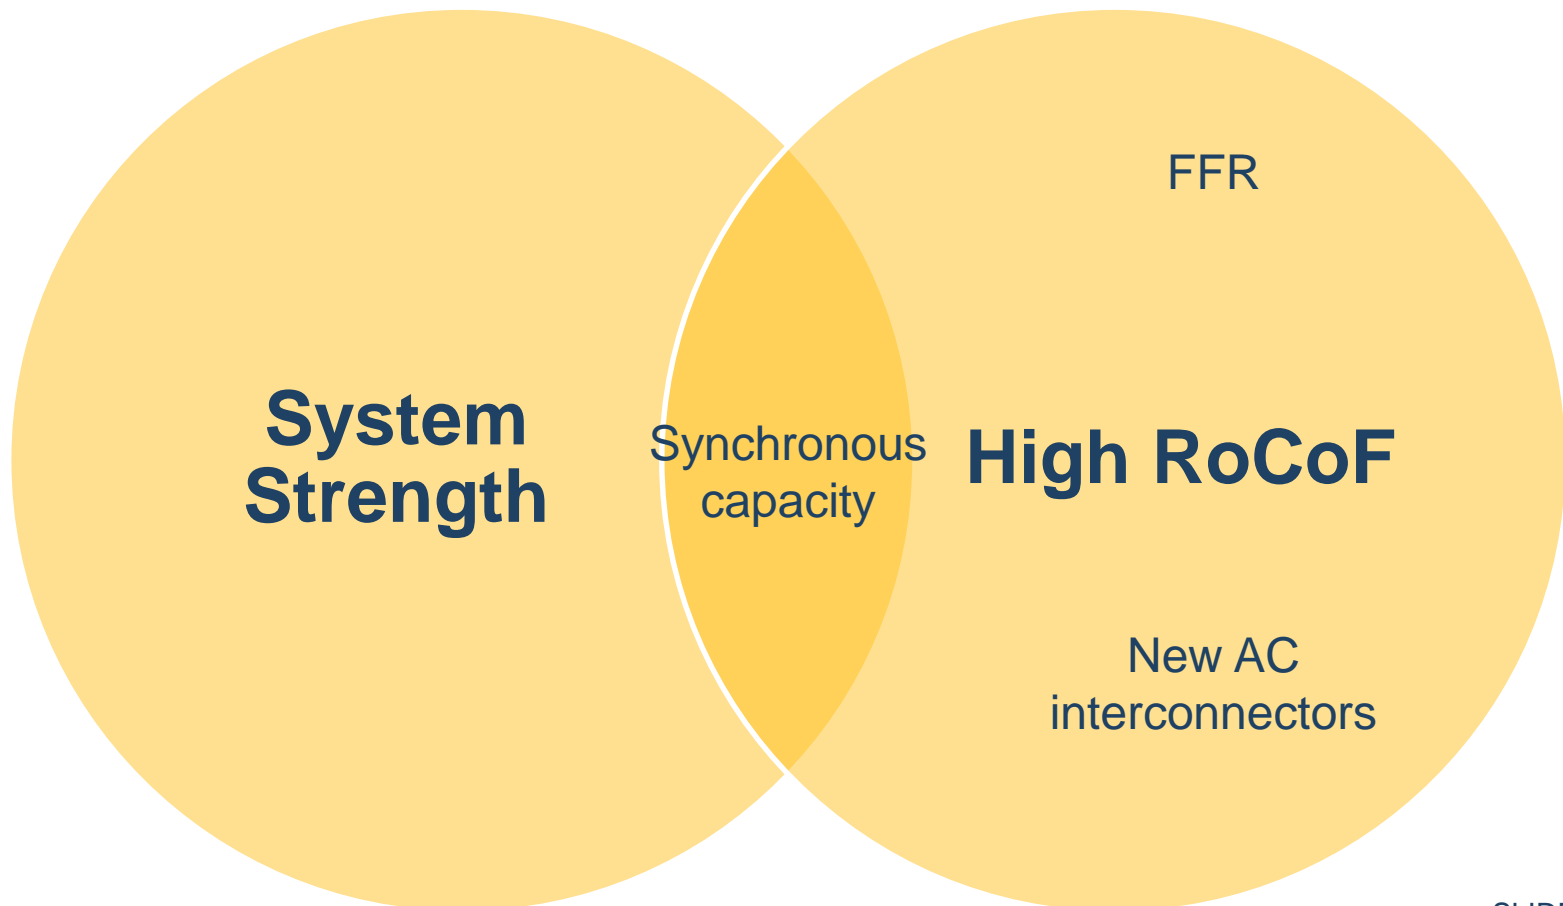 System
Strength
Synchronous
capacity
High RoCoF
FFR
New AC
interconnectors